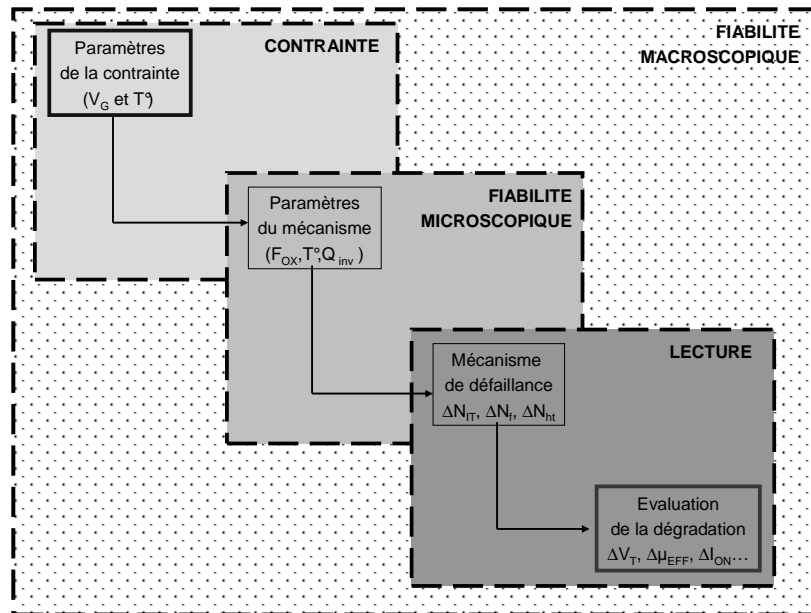 FIABILITE
MACROSCOPIQUE
CONTRAINTE
Paramètres
de la contrainte
(V_G et T°)
FIABILITE
MICROSCOPIQUE
Paramètres
du mécanisme
(F_OX,T°,Q_inv)
LECTURE
Mécanisme
de défaillance
ΔN_IT, ΔN_f, ΔN_ht
Evaluation
de la dégradation
ΔV_T, Δμ_EFF, ΔI_ON…